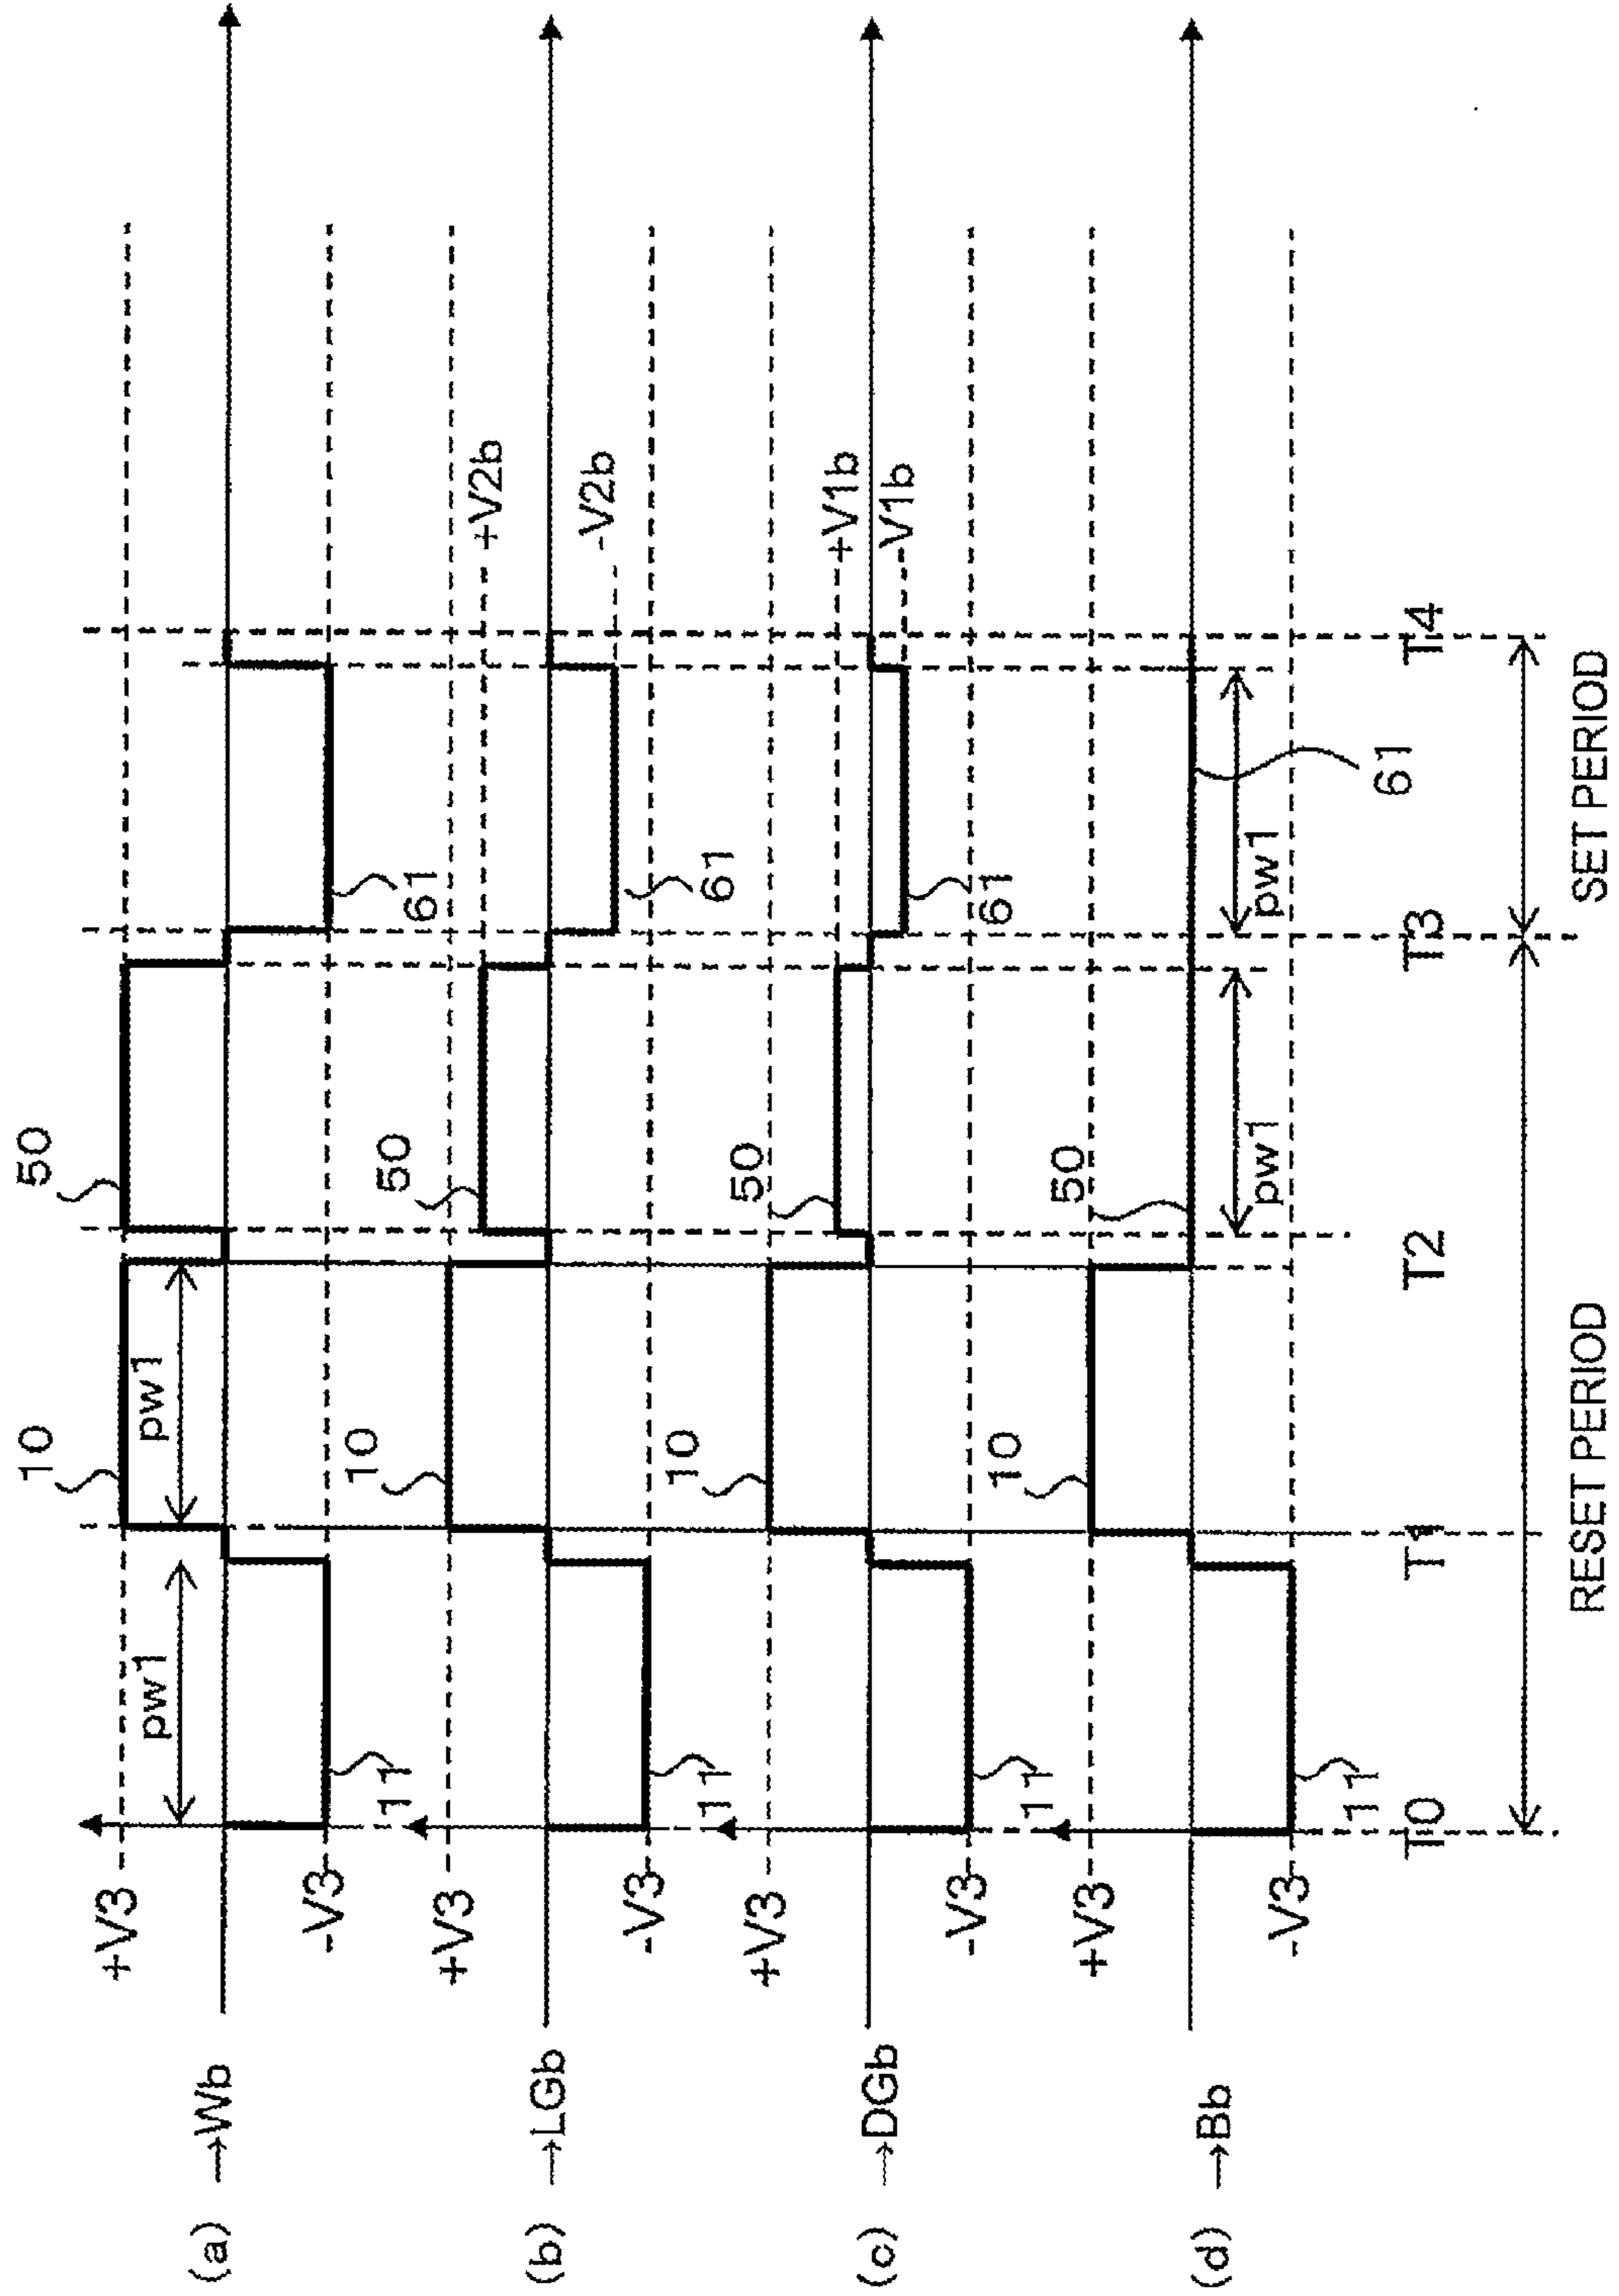 (a) →Wb
+V3
-V3
pw1
pw1
10
11
50
61
(b) →LGb
+V3
-V3
10
11
50
61
+V2b
-V2b
(c) →DGb
+V3
-V3
10
11
50
61
+V1b
-V1b
(d) →Bb
+V3
-V3
10
11
50
61
pw1
pw1
T0
T1
T2
T3
T4
RESET PERIOD
SET PERIOD